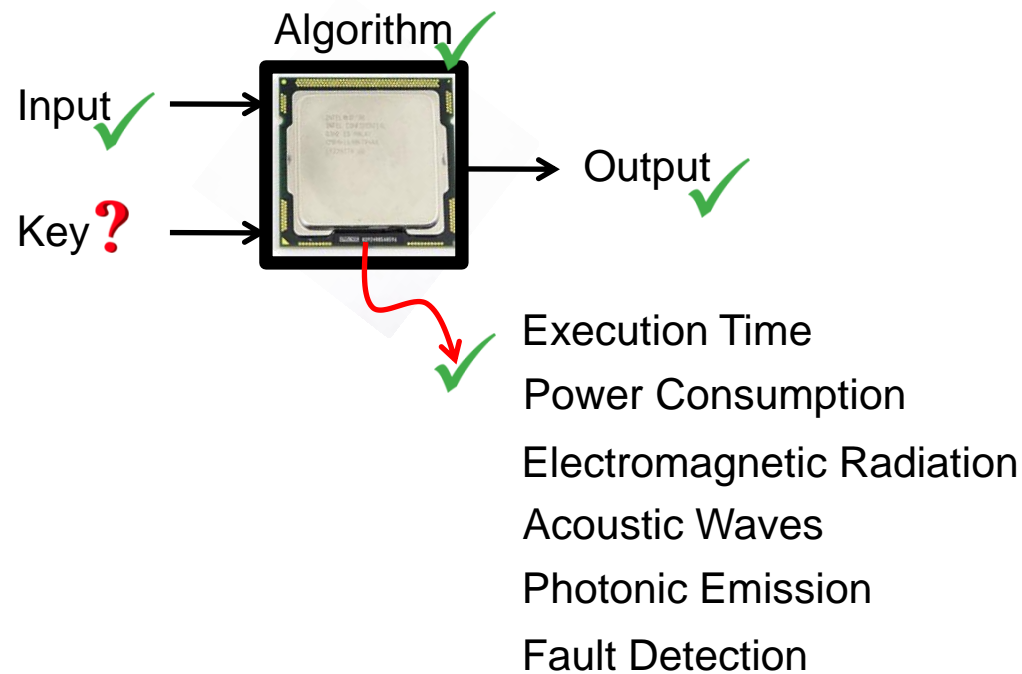 Algorithm
Input
Output
Key?
Execution Time
Power Consumption
Electromagnetic Radiation
Acoustic Waves
Photonic Emission
Fault Detection